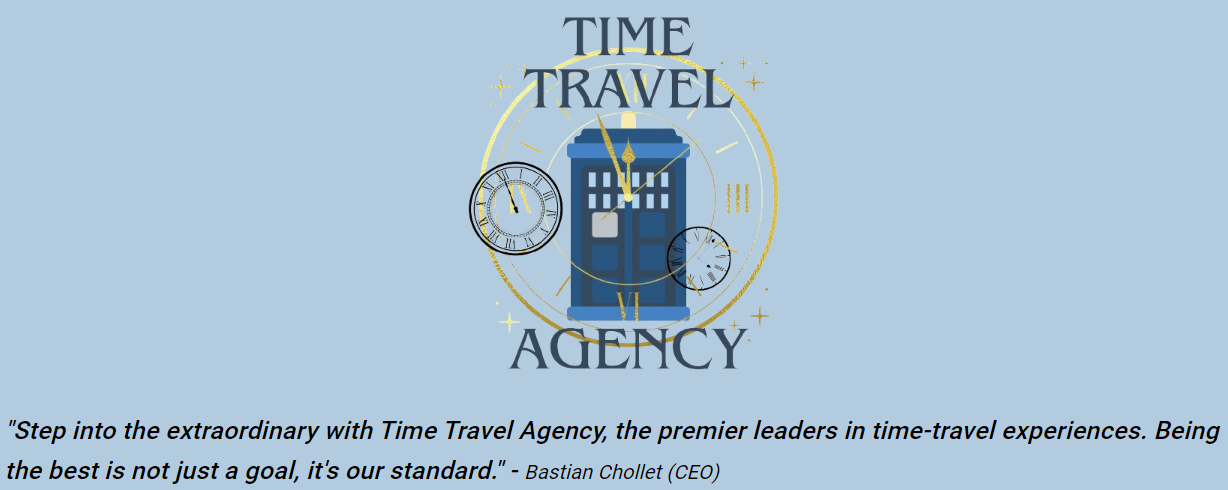 TIME
TRAVEL
AGENCY
"Step into the extraordinary with Time Travel Agency, the premier leaders in time-travel experiences. Being
the best is not just a goal, it's our standard." - Bastian Chollet (CEO)